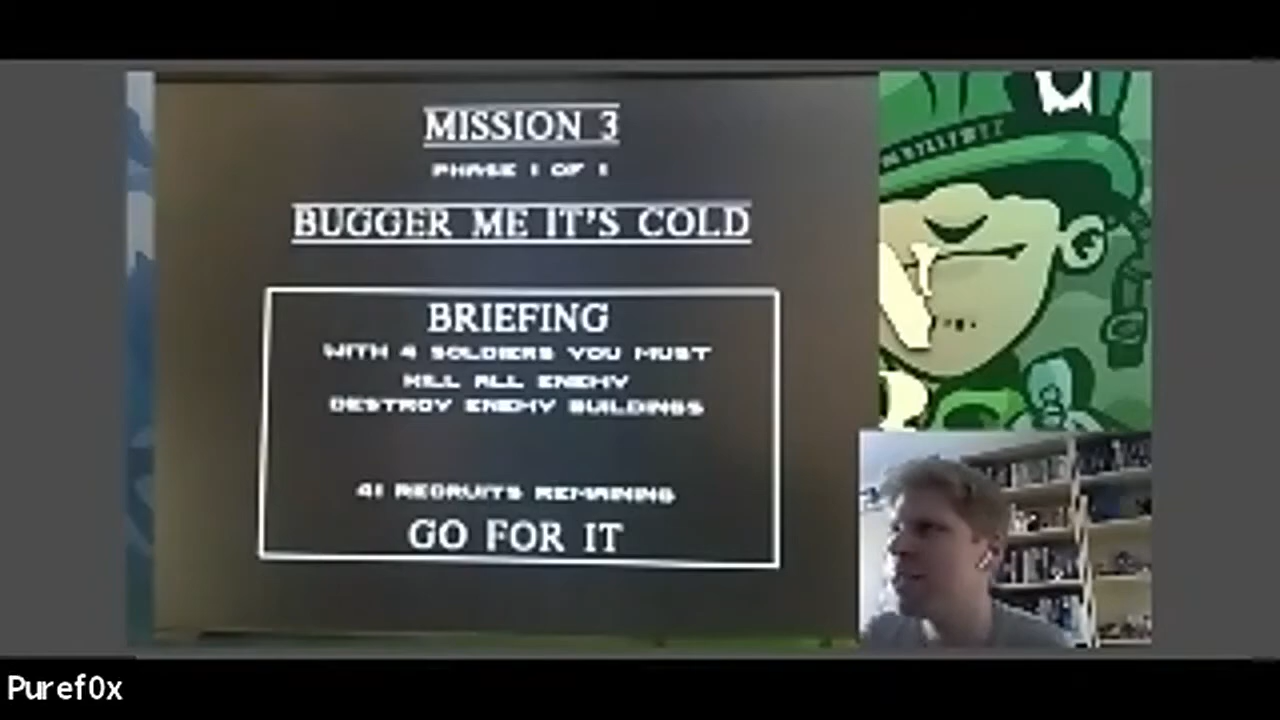 MISSION 3
PHASE 1 OF 1
BUGGER ME IT'S COLD
BRIEFING
WITH 4 SOLDIERS YOU MUST
KILL ALL ENEMY
DESTROY ENEMY BUILDINGS
41 RECRUITS REMAINING
GO FOR IT
Puref0x